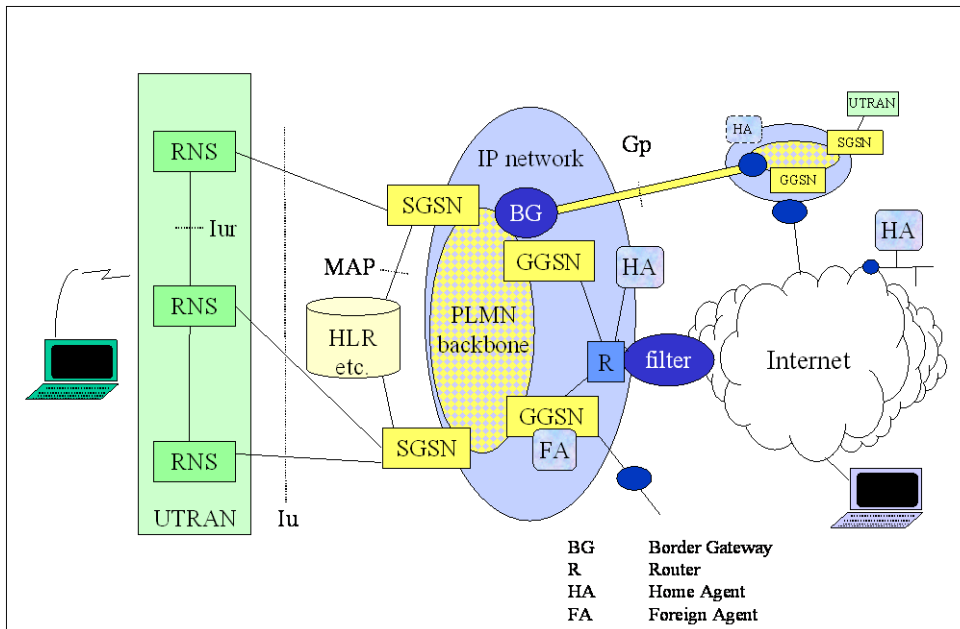 UTRAN
HA
SGSN
RNS
IP network
Gp
GGSN
SGSN
BG
HA
Iur
GGSN
HA
MAP
RNS
HLR
etc.
PLMN
backbone
R
filter
Internet
GGSN
SGSN
FA
RNS
UTRAN
Iu
BG Border Gateway
R Router
HA Home Agent
FA Foreign Agent